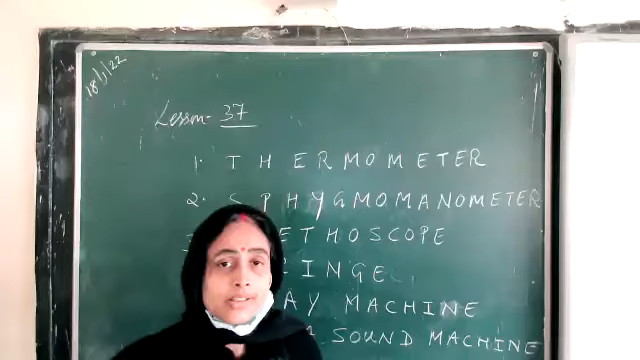 18/1/22
Lesson - 37
1. THERMOMETER
2. SPHYGMOMANOMETER
ETHOSCOPE
INGE
AY MACHINE
SOUND MACHINE